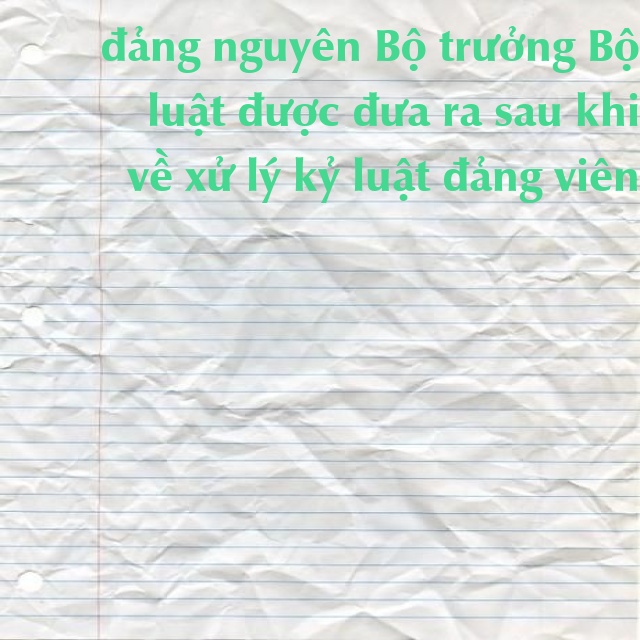 đảng nguyên Bộ trưởng Bộ
luật được đưa ra sau khi
về xử lý kỷ luật đảng viên